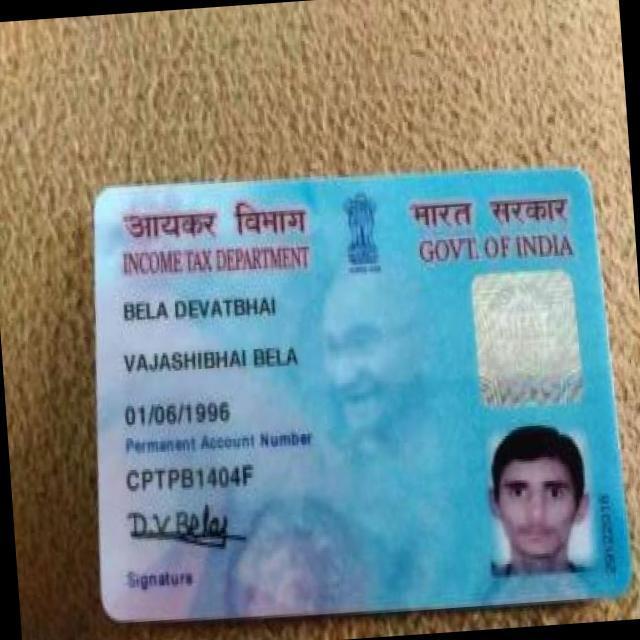 आयकर विभाग
INCOME TAX DEPARTMENT
भारत सरकार
GOVT. OF INDIA
BELA DEVATBHAI
VAJASHIBHAI BELA
01/06/1996
Permanent Account Number
CPTPB1404F
D.V.Bela
Signature